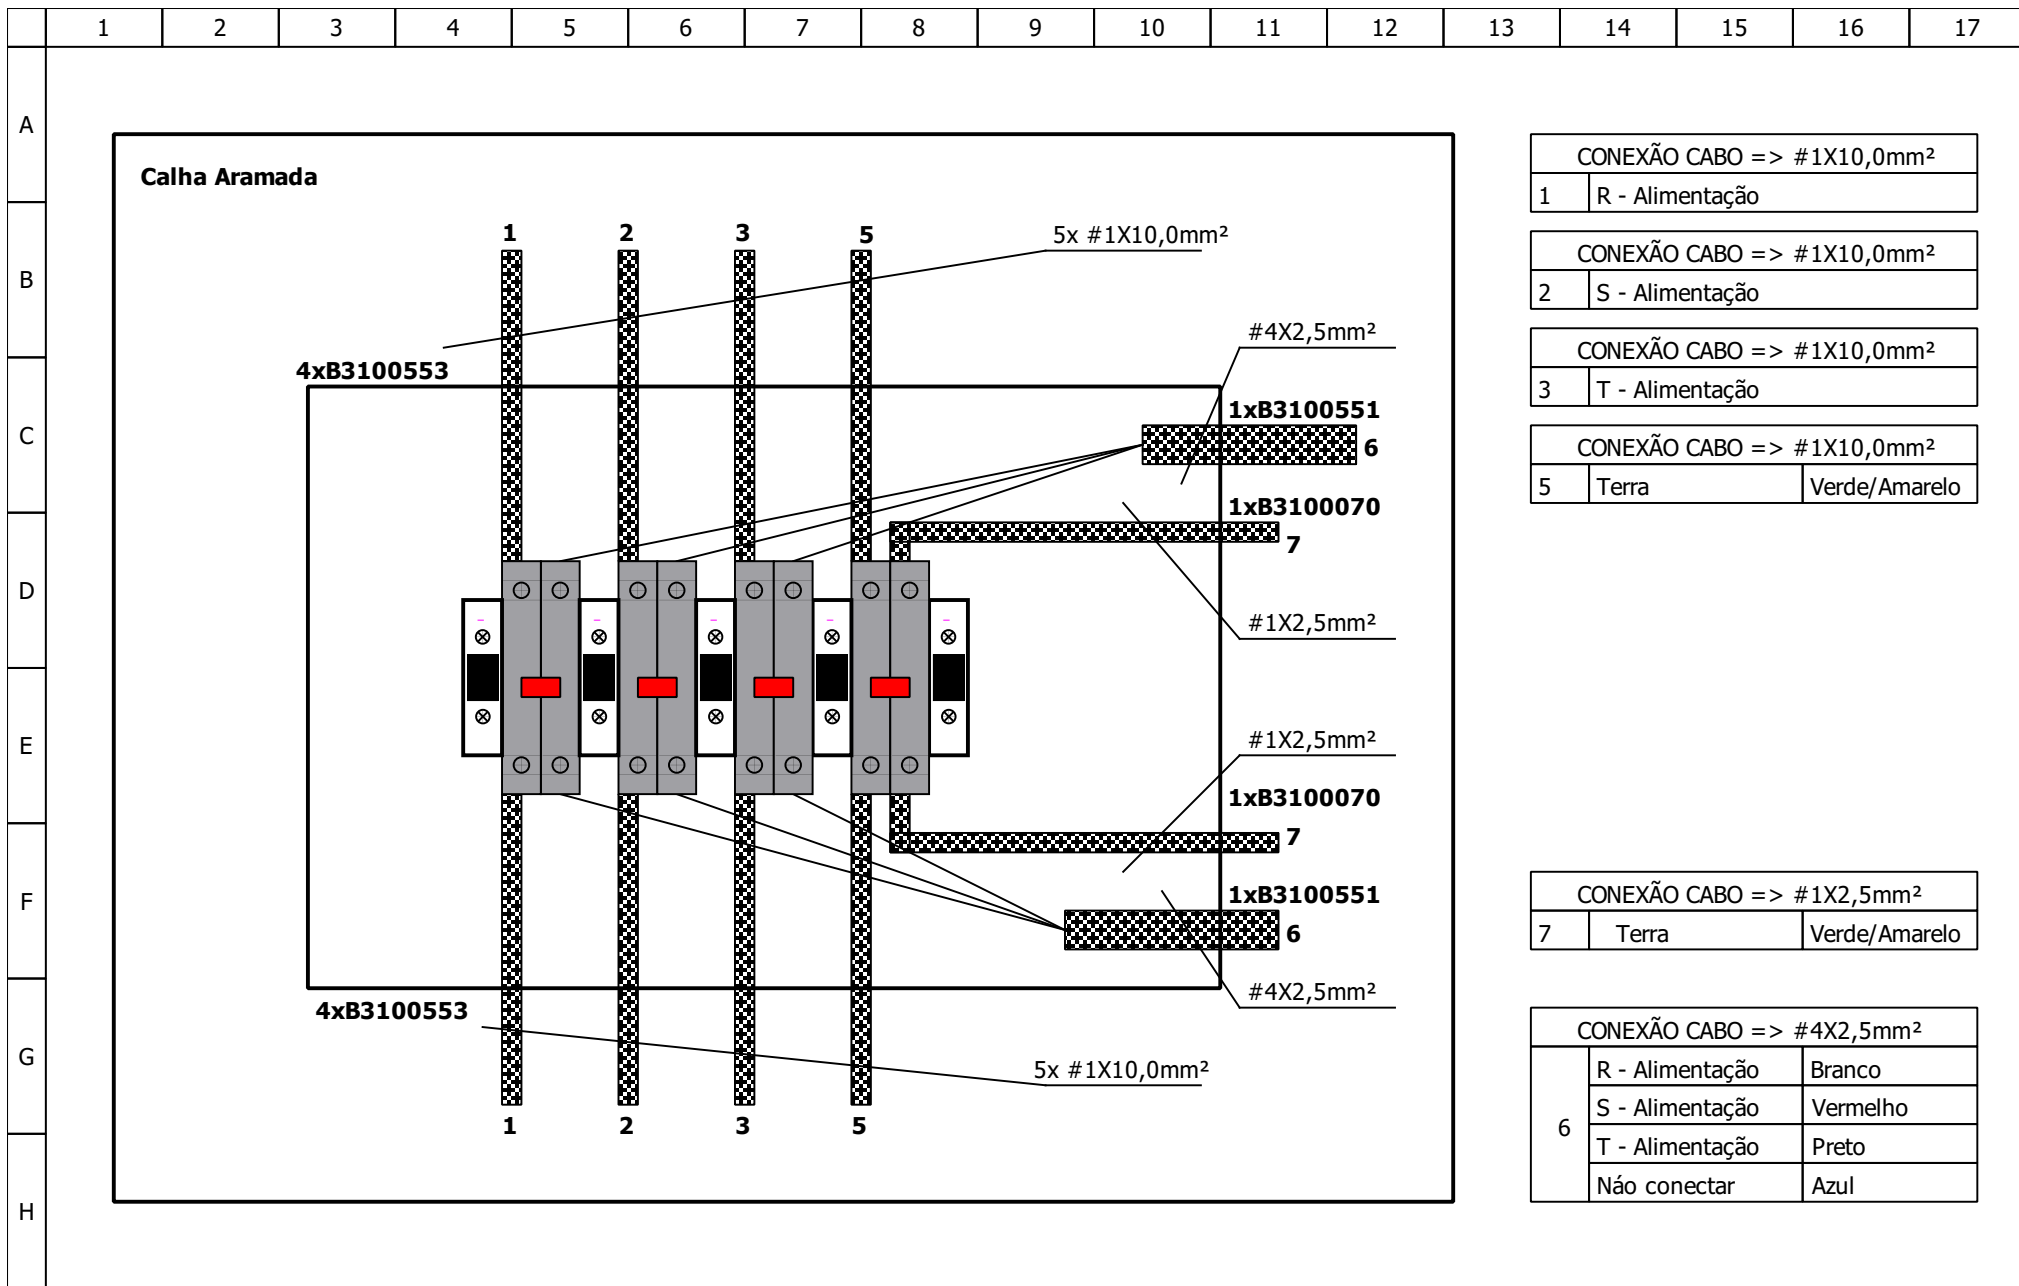 1 2 3 4 5 6 7 8 9 10 11 12 13 14 15 16 17
A
B
C
D
E
F
G
H
Calha Aramada
1 2 3 5
5x #1X10,0mm²
#4X2,5mm²
4xB3100553
1xB3100551
6
1xB3100070
7
#1X2,5mm²
- - - - -
#1X2,5mm²
1xB3100070
7
1xB3100551
6
#4X2,5mm²
4xB3100553
5x #1X10,0mm²
1 2 3 5
CONEXÃO CABO => #1X10,0mm²
1 R - Alimentação
CONEXÃO CABO => #1X10,0mm²
2 S - Alimentação
CONEXÃO CABO => #1X10,0mm²
3 T - Alimentação
CONEXÃO CABO => #1X10,0mm²
5 Terra Verde/Amarelo
CONEXÃO CABO => #1X2,5mm²
7 Terra Verde/Amarelo
CONEXÃO CABO => #4X2,5mm²
6
R - Alimentação Branco
S - Alimentação Vermelho
T - Alimentação Preto
Náo conectar Azul